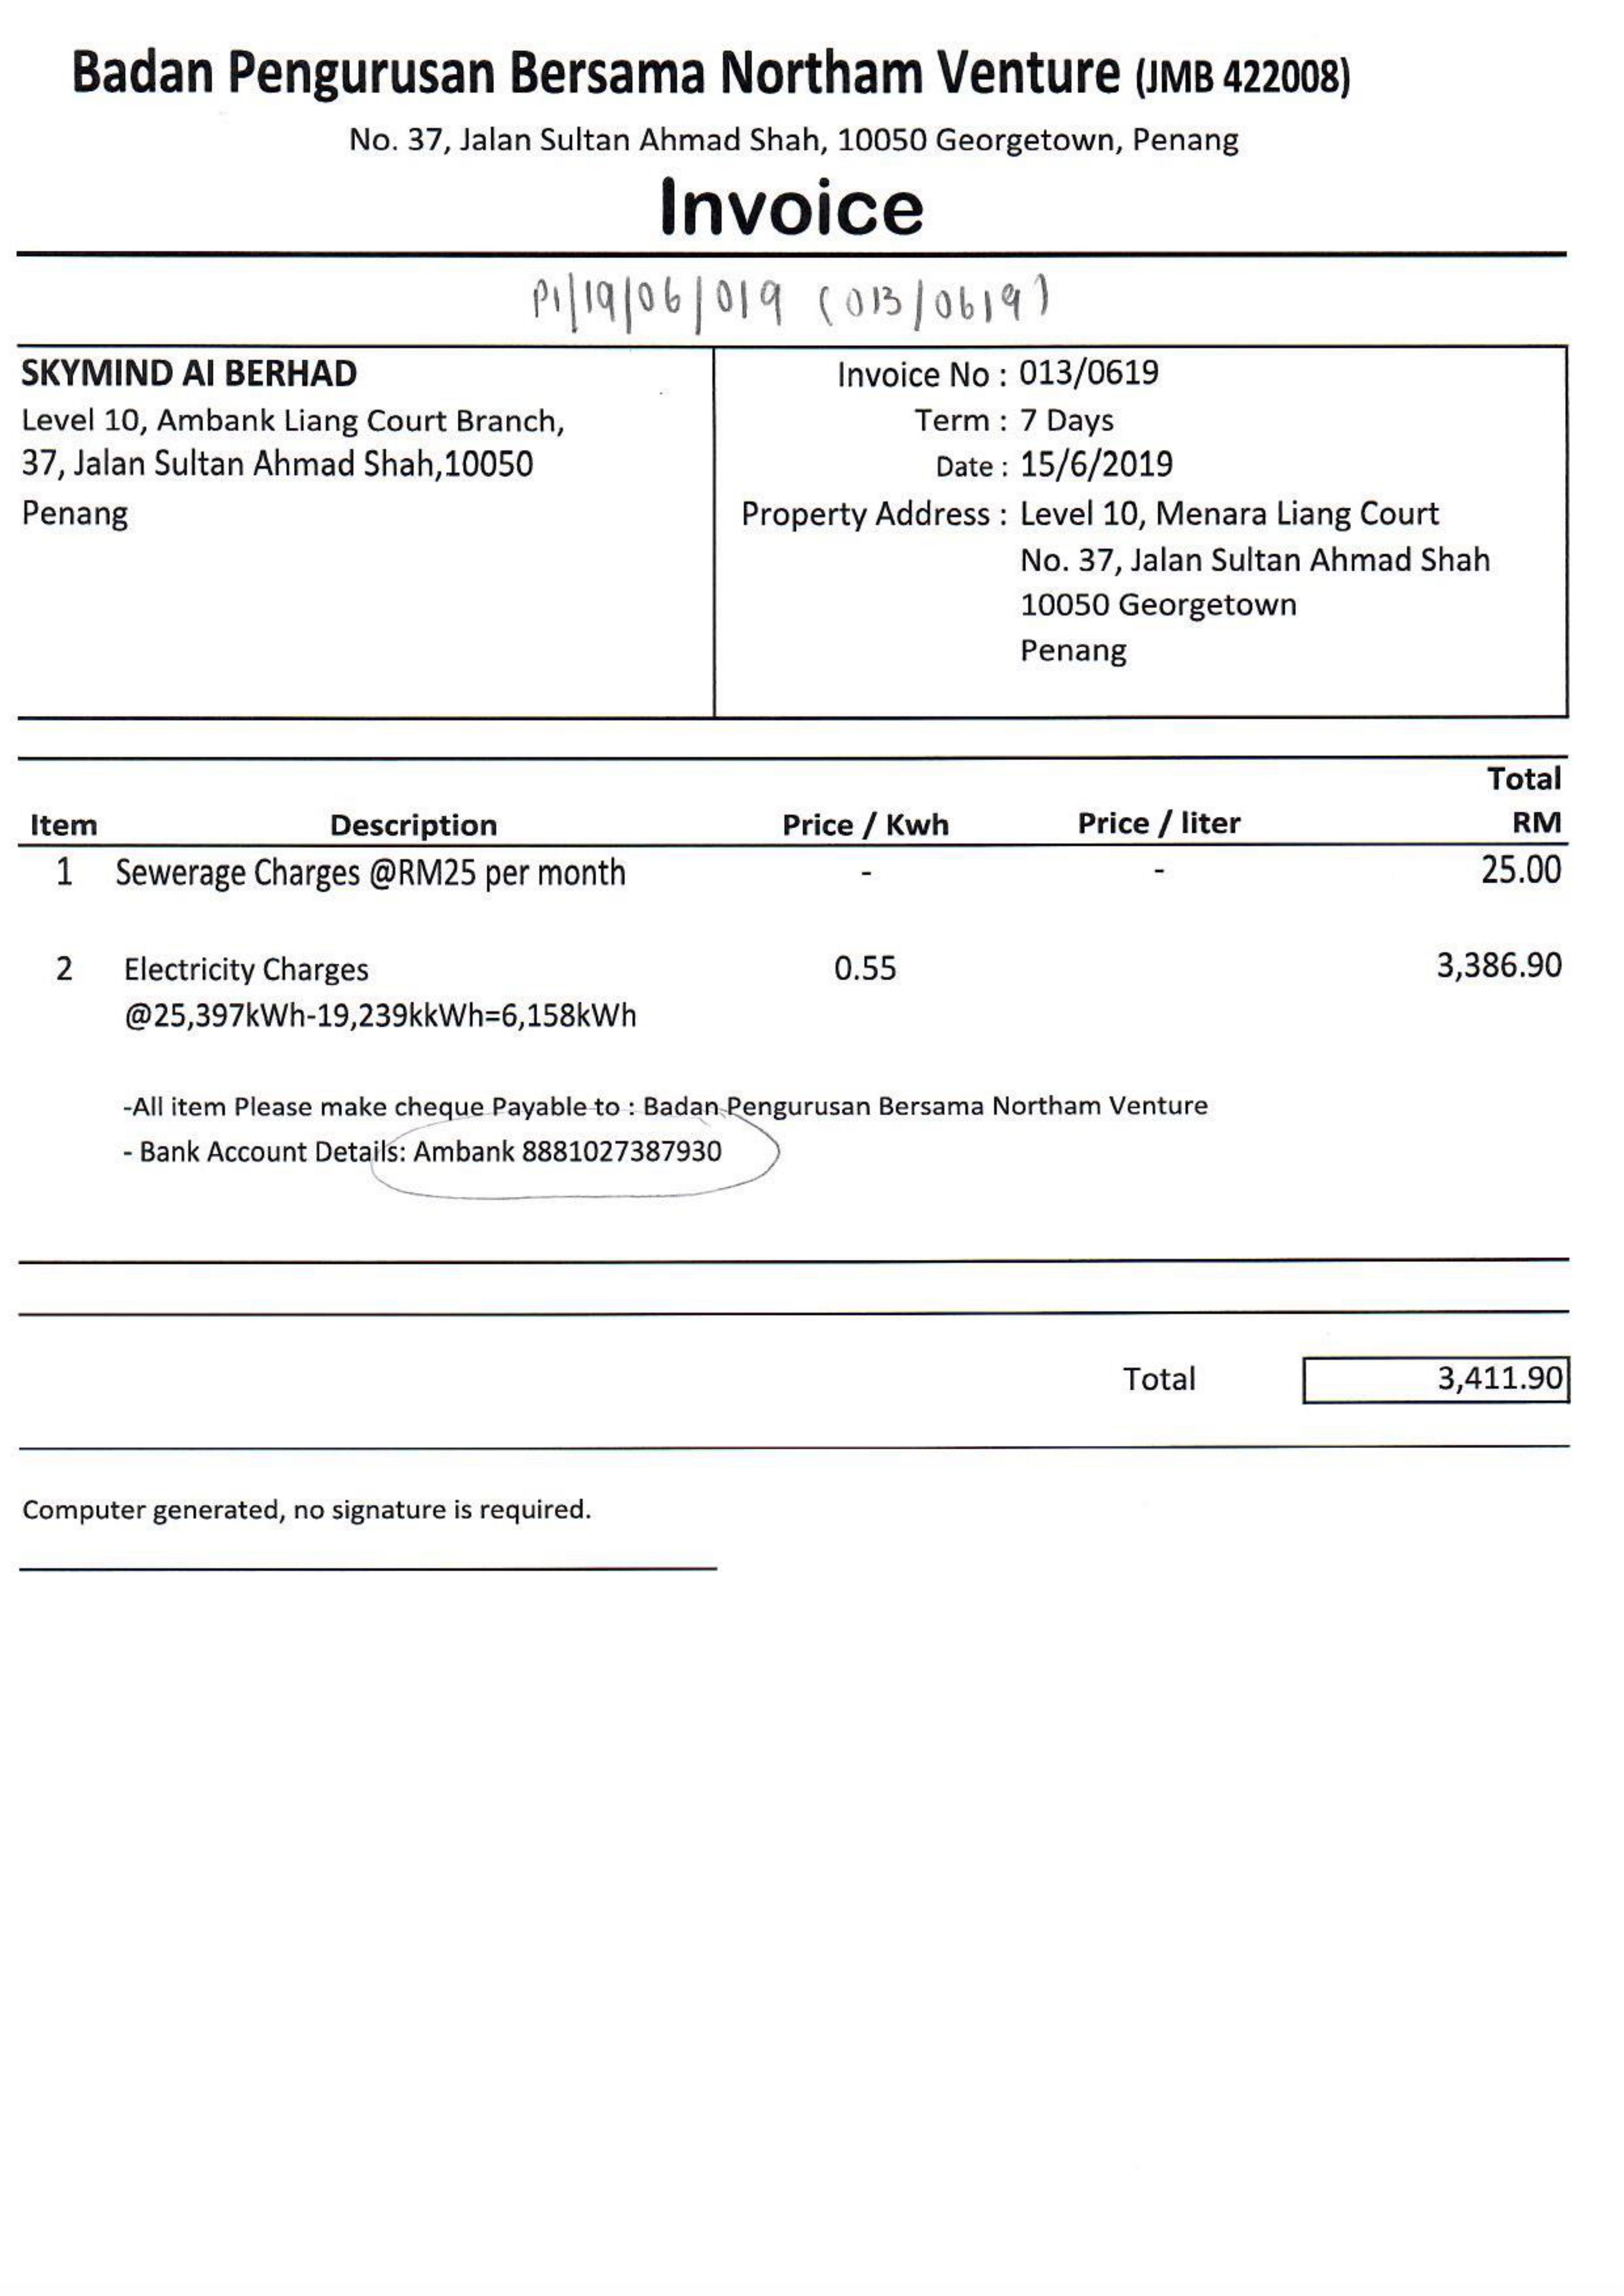 Badan Pengurusan Bersama Northam Venture (JMB 422008)
No. 37, Jalan Sultan Ahmad Shah, 10050 Georgetown, Penang
Invoice
PI/19/06/019 (013/0619)
SKYMIND AI BERHAD
Level 10, Ambank Liang Court Branch,
37, Jalan Sultan Ahmad Shah,10050
Penang
Invoice No : 013/0619
Term : 7 Days
Date : 15/6/2019
Property Address : Level 10, Menara Liang Court
No. 37, Jalan Sultan Ahmad Shah
10050 Georgetown
Penang
Item Description Price / Kwh Price / liter Total RM
1 Sewerage Charges @RM25 per month - - 25.00
2 Electricity Charges 0.55 3,386.90
@25,397kWh-19,239kkWh=6,158kWh
-All item Please make cheque Payable to : Badan Pengurusan Bersama Northam Venture
- Bank Account Details: Ambank 8881027387930
Total 3,411.90
Computer generated, no signature is required.